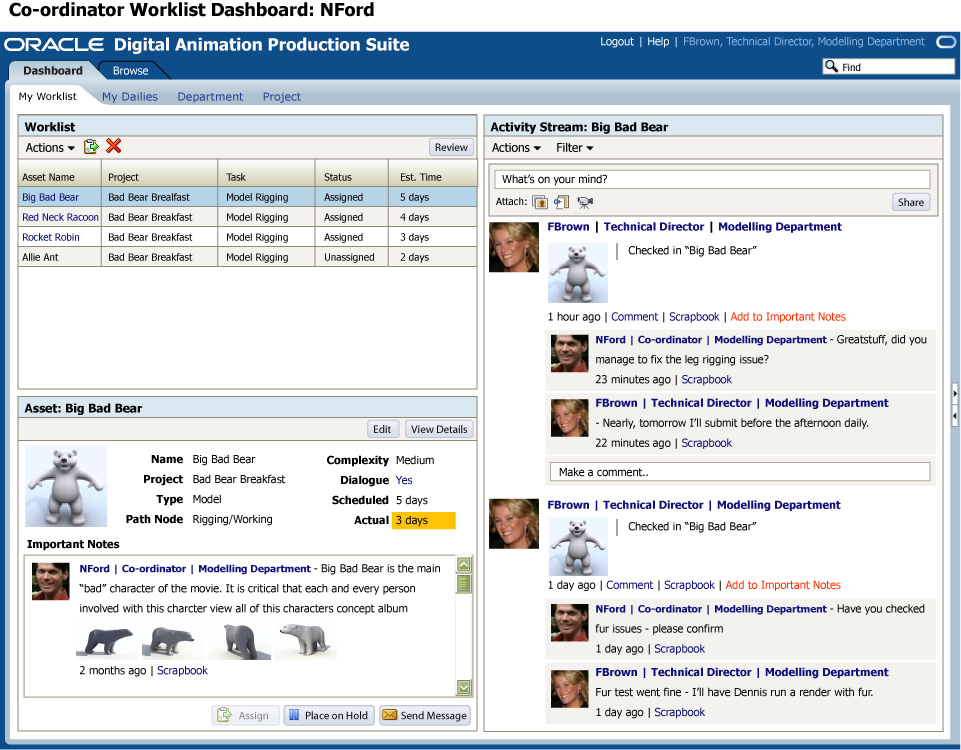 Co-ordinator Worklist Dashboard: NFord
ORACLE Digital Animation Production Suite
Logout | Help | FBrown, Technical Director, Modelling Department
Dashboard Browse
Find
My Worklist My Dailies Department Project
Worklist
Actions
Review
Asset Name Project Task Status Est. Time
Big Bad Bear Bad Bear Brealfast Model Rigging Assigned 5 days
Red Neck Racoon Bad Bear Breakfast Model Rigging Assigned 4 days
Rocket Robin Bad Bear Breakfast Model Rigging Assigned 3 days
Allie Ant Bad Bear Breakfast Model Rigging Unassigned 2 days
Asset: Big Bad Bear
Edit View Details
Name Big Bad Bear Complexity Medium
Project Bad Bear Breakfast Dialogue Yes
Type Model Scheduled 5 days
Path Node Rigging/Working Actual 3 days
Important Notes
NFord | Co-ordinator | Modelling Department - Big Bad Bear is the main
“bad” character of the movie. It is critical that each and every person
involved with this charcter view all of this characters concept album
2 months ago | Scrapbook
Assign Place on Hold Send Message
Activity Stream: Big Bad Bear
Actions Filter
What’s on your mind?
Attach: Share
FBrown | Technical Director | Modelling Department
Checked in “Big Bad Bear”
1 hour ago | Comment | Scrapbook | Add to Important Notes
NFord | Co-ordinator | Modelling Department - Greatstuff, did you
manage to fix the leg rigging issue?
23 minutes ago | Scrapbook
FBrown | Technical Director | Modelling Department
- Nearly, tomorrow I’ll submit before the afternoon daily.
22 minutes ago | Scrapbook
Make a comment..
FBrown | Technical Director | Modelling Department
Checked in “Big Bad Bear”
1 day ago | Comment | Scrapbook | Add to Important Notes
NFord | Co-ordinator | Modelling Department - Have you checked
fur issues - please confirm
1 day ago | Scrapbook
FBrown | Technical Director | Modelling Department
Fur test went fine - I’ll have Dennis run a render with fur.
1 day ago | Scrapbook